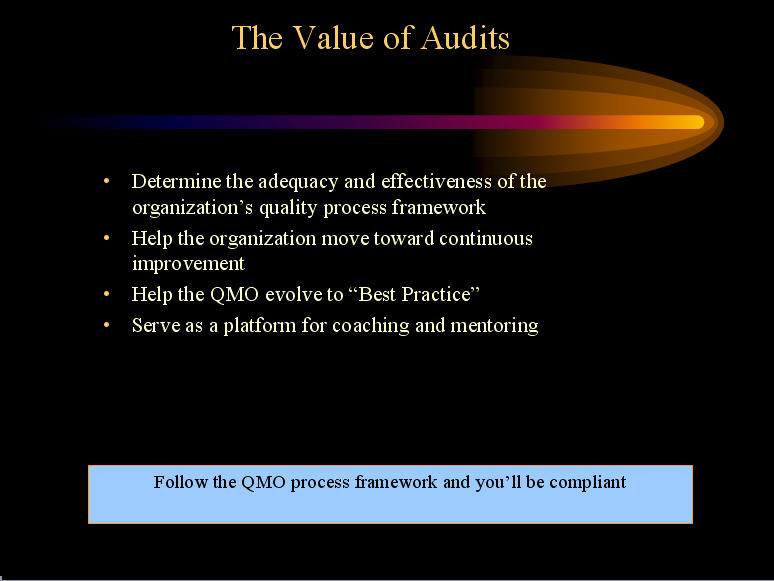 The Value of Audits
• Determine the adequacy and effectiveness of the
organization’s quality process framework
• Help the organization move toward continuous
improvement
• Help the QMO evolve to “Best Practice”
• Serve as a platform for coaching and mentoring
Follow the QMO process framework and you’ll be compliant